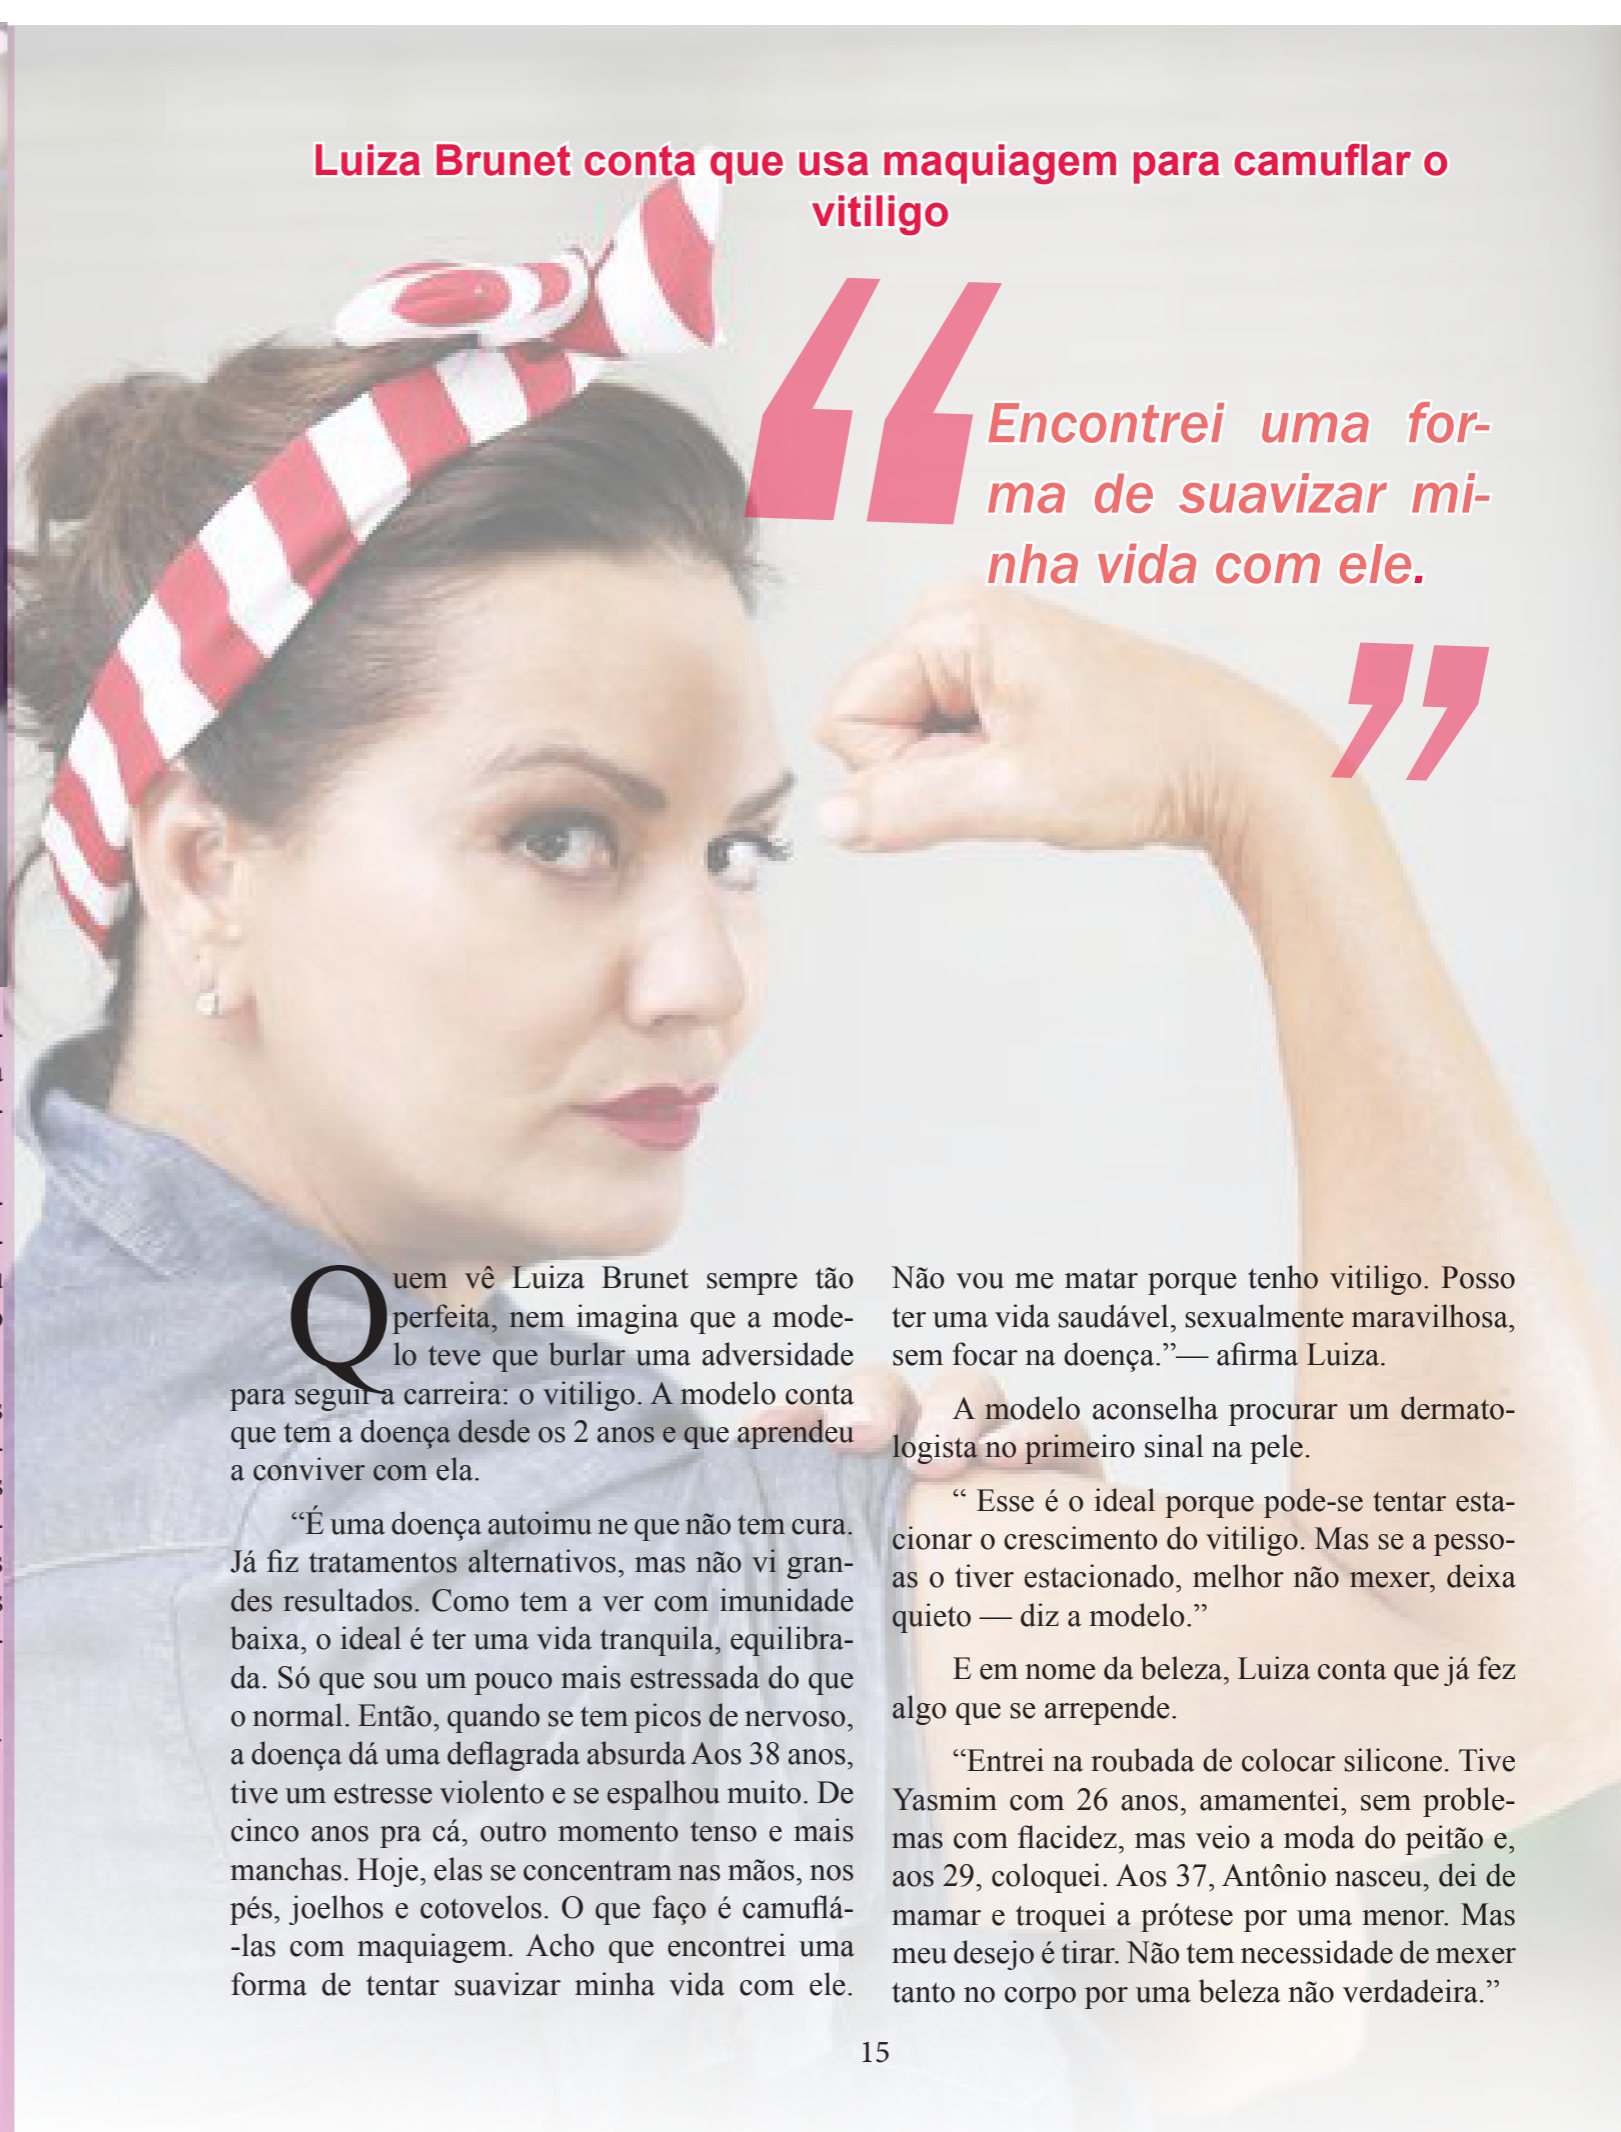 Luiza Brunet conta que usa maquiagem para camuflar o
vitiligo
“
Encontrei uma for-
ma de suavizar mi-
nha vida com ele.
”
Quem vê Luiza Brunet sempre tão
perfeita, nem imagina que a mode-
lo teve que burlar uma adversidade
para seguir a carreira: o vitiligo. A modelo conta
que tem a doença desde os 2 anos e que aprendeu
a conviver com ela.
“É uma doença autoimu ne que não tem cura.
Já fiz tratamentos alternativos, mas não vi gran-
des resultados. Como tem a ver com imunidade
baixa, o ideal é ter uma vida tranquila, equilibra-
da. Só que sou um pouco mais estressada do que
o normal. Então, quando se tem picos de nervoso,
a doença dá uma deflagrada absurda Aos 38 anos,
tive um estresse violento e se espalhou muito. De
cinco anos pra cá, outro momento tenso e mais
manchas. Hoje, elas se concentram nas mãos, nos
pés, joelhos e cotovelos. O que faço é camuflá-
-las com maquiagem. Acho que encontrei uma
forma de tentar suavizar minha vida com ele.
Não vou me matar porque tenho vitiligo. Posso
ter uma vida saudável, sexualmente maravilhosa,
sem focar na doença.”— afirma Luiza.
A modelo aconselha procurar um dermato-
logista no primeiro sinal na pele.
“ Esse é o ideal porque pode-se tentar esta-
cionar o crescimento do vitiligo. Mas se a pesso-
as o tiver estacionado, melhor não mexer, deixa
quieto — diz a modelo.”
E em nome da beleza, Luiza conta que já fez
algo que se arrepende.
“Entrei na roubada de colocar silicone. Tive
Yasmim com 26 anos, amamentei, sem proble-
mas com flacidez, mas veio a moda do peitão e,
aos 29, coloquei. Aos 37, Antônio nasceu, dei de
mamar e troquei a prótese por uma menor. Mas
meu desejo é tirar. Não tem necessidade de mexer
tanto no corpo por uma beleza não verdadeira.”
15